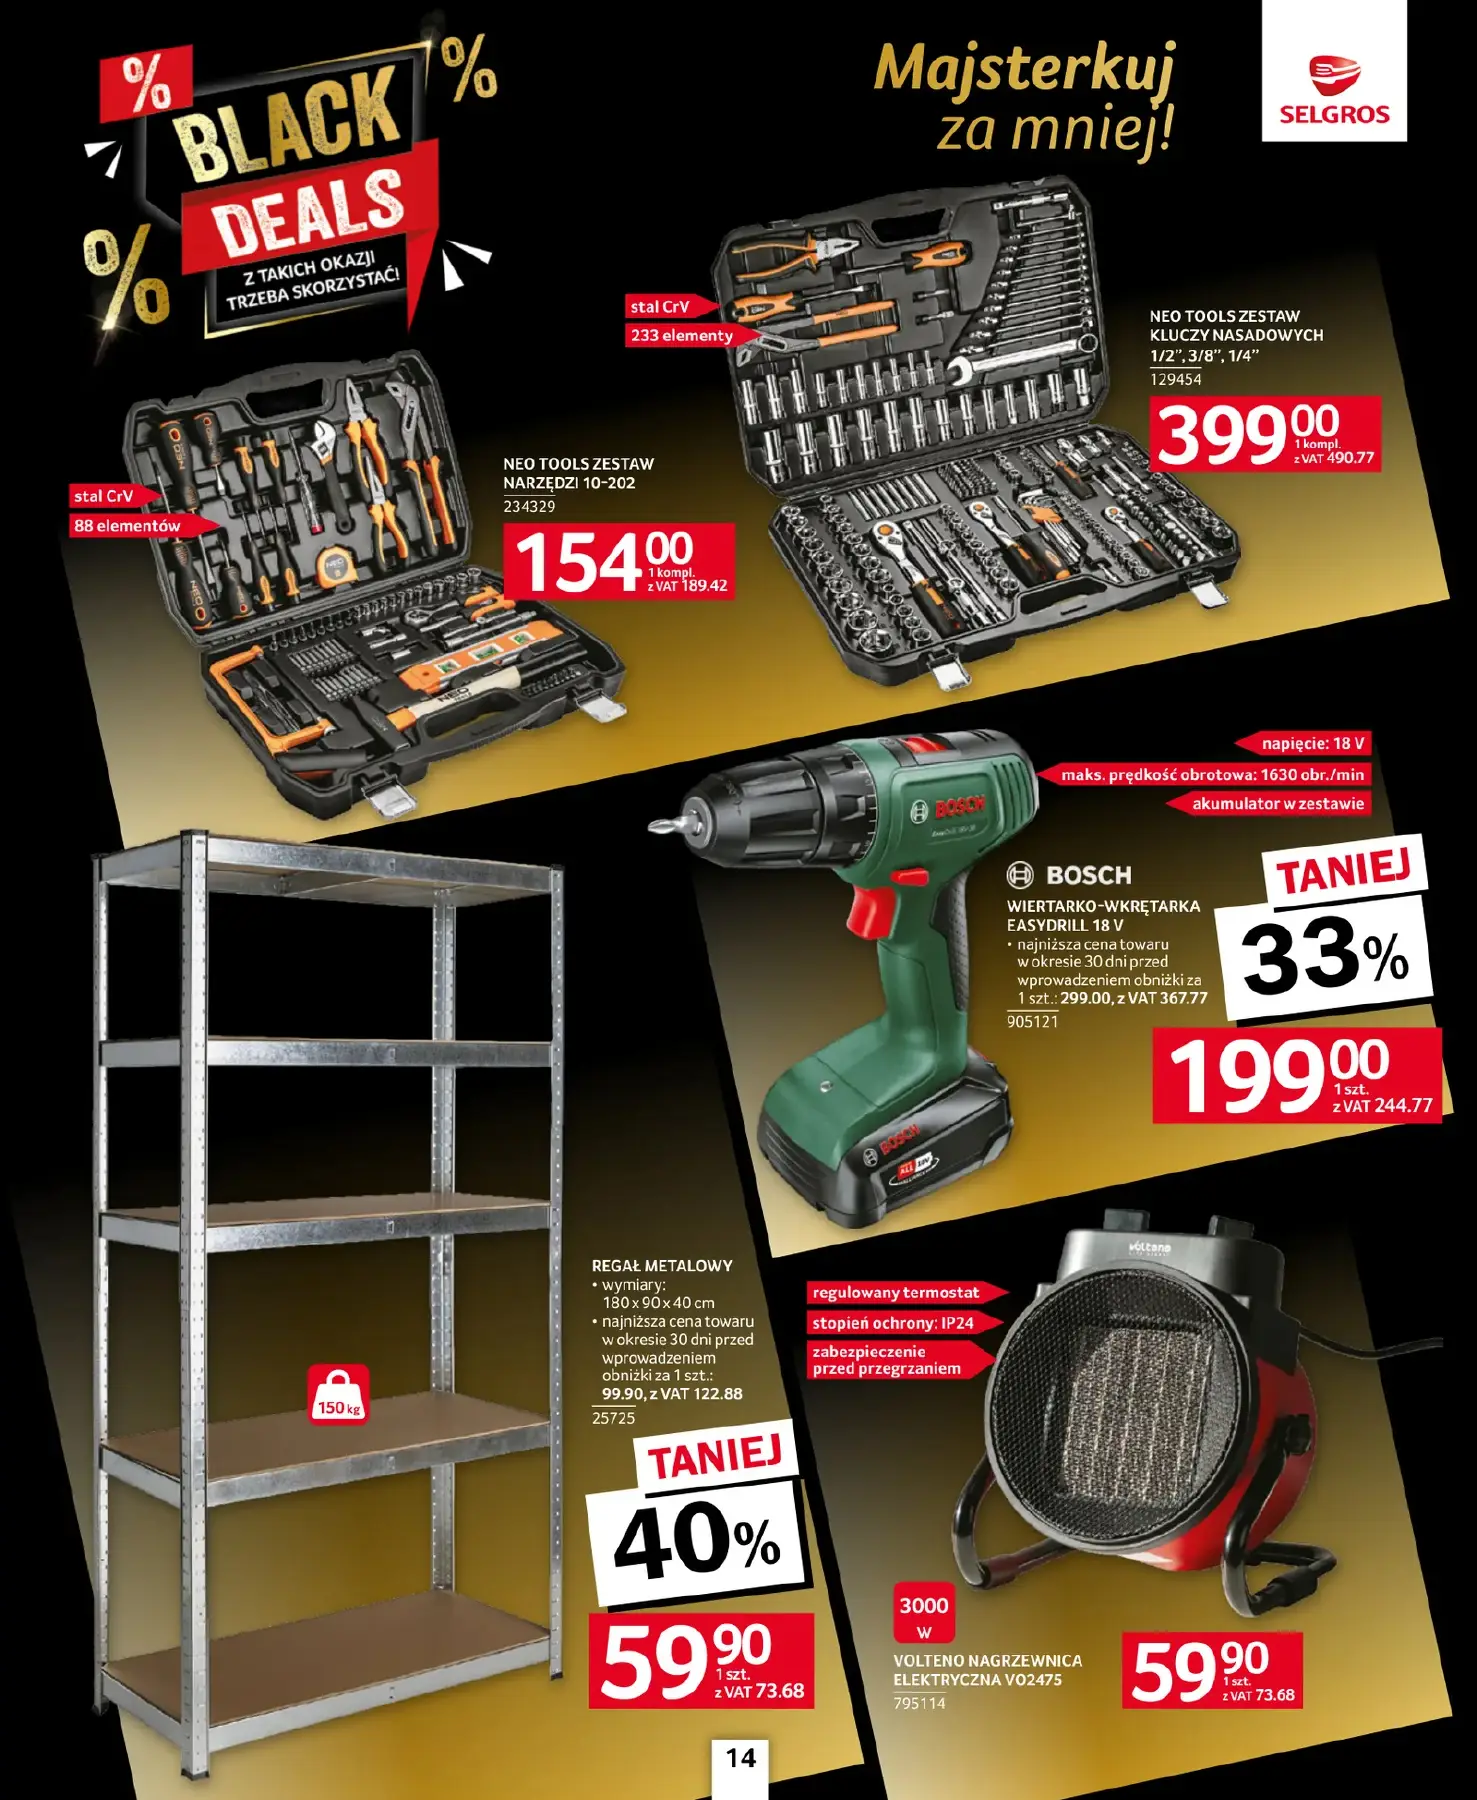 %
%
%
BLACK
DEALS
Z TAKICH OKAZJI
TRZEBA SKORZYSTAĆ!
Majsterkuj
za mniej!
SELGROS
stal CrV
233 elementy
NEO TOOLS ZESTAW
KLUCZY NASADOWYCH
1/2”, 3/8”, 1/4”
129454
399 00
1 kompl.
z VAT 490.77
stal CrV
88 elementów
NEO TOOLS ZESTAW
NARZĘDZI 10-202
234329
154 00
1 kompl.
z VAT 189.42
NEO
NEO
NEO
NEO
napięcie: 18 V
maks. prędkość obrotowa: 1630 obr./min
akumulator w zestawie
BOSCH
BOSCH
BOSCH
WIERTARKO-WKRĘTARKA
EASYDRILL 18 V
• najniższa cena towaru
w okresie 30 dni przed
wprowadzeniem obniżki za
1 szt.: 299.00, z VAT 367.77
905121
TANIEJ
33%
199 00
1 szt.
z VAT 244.77
REGAŁ METALOWY
• wymiary:
180 x 90 x 40 cm
• najniższa cena towaru
w okresie 30 dni przed
wprowadzeniem
obniżki za 1 szt.:
99.90, z VAT 122.88
25725
150 kg
TANIEJ
40%
59 90
1 szt.
z VAT 73.68
volteno
regulowany termostat
stopień ochrony: IP24
zabezpieczenie
przed przegrzaniem
3000
W
VOLTENO NAGRZEWNICA
ELEKTRYCZNA VO2475
795114
59 90
1 szt.
z VAT 73.68
14